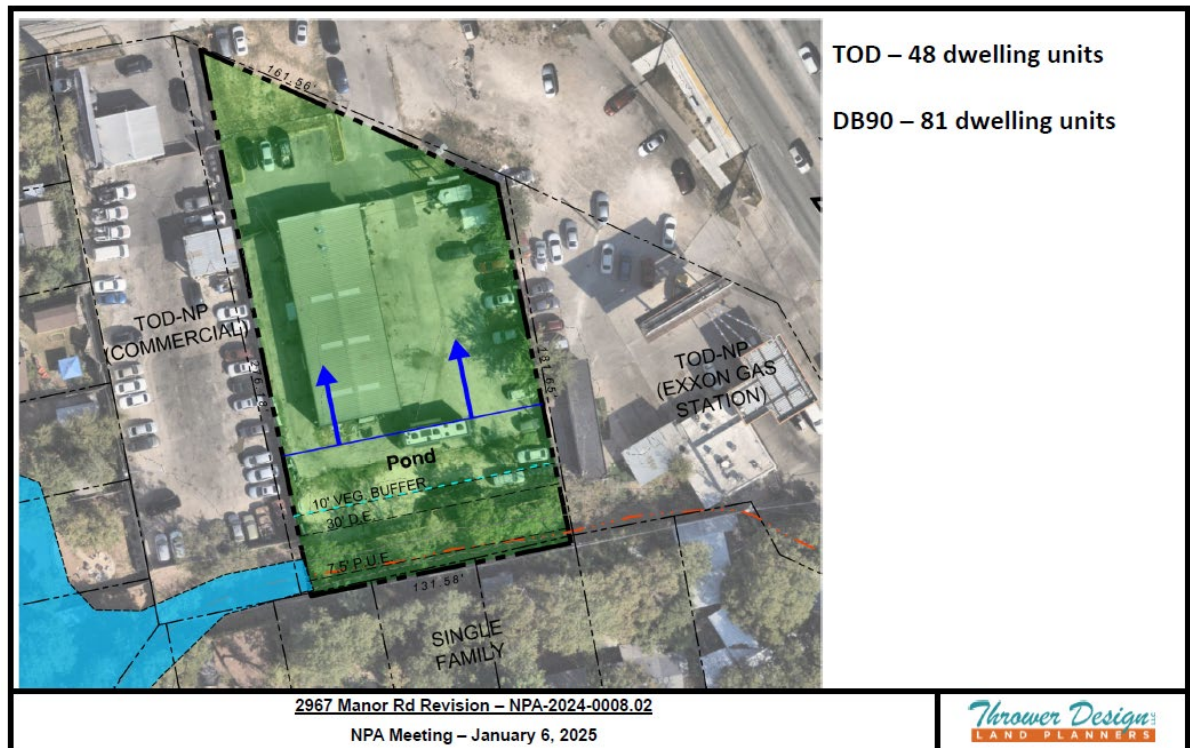 TOD – 48 dwelling units
DB90 – 81 dwelling units
161.56'
TOD-NP
(COMMERCIAL)
181.65'
TOD-NP
(EXXON GAS
STATION)
Pond
10' VEG. BUFFER
30' D.E.
7.5' P.U.E.
131.58'
SINGLE
FAMILY
2967 Manor Rd Revision – NPA-2024-0008.02
NPA Meeting – January 6, 2025
Thrower Design LLC
LAND PLANNERS